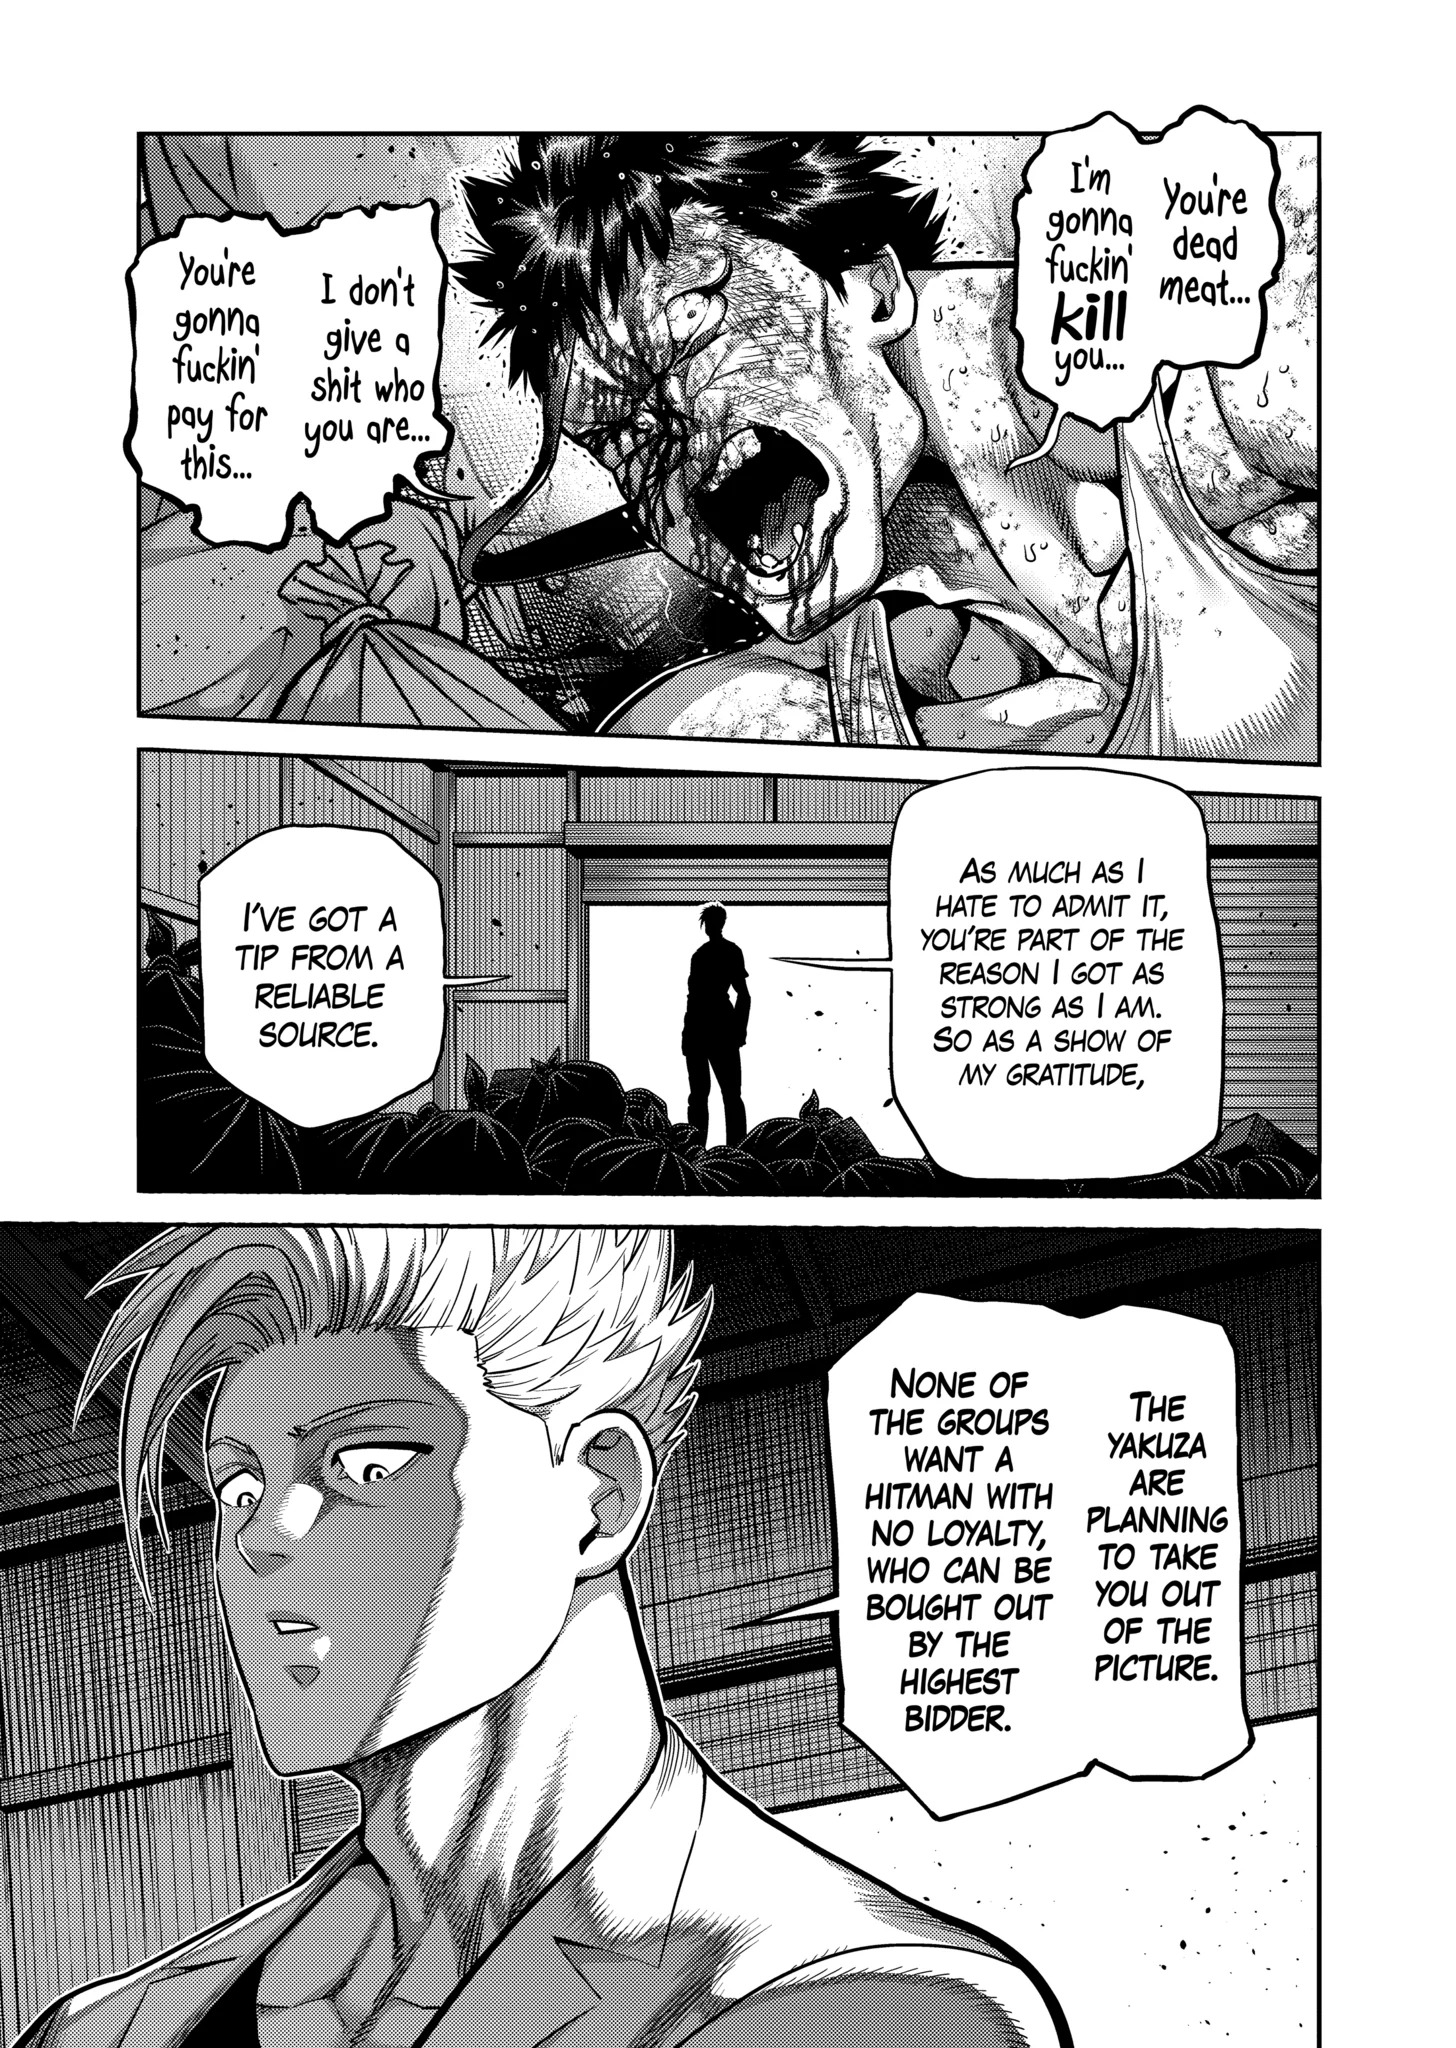 You're
dead
meat...
I'm
gonna
fuckin'
kill
you...
I don't
give a
shit who
you are...
You're
gonna
fuckin'
pay for
this...
AS MUCH AS I
HATE TO ADMIT IT,
YOU'RE PART OF THE
REASON I GOT AS
STRONG AS I AM.
SO AS A SHOW OF
MY GRATITUDE,
I'VE GOT A
TIP FROM A
RELIABLE
SOURCE.
THE
YAKUZA
ARE
PLANNING
TO TAKE
YOU OUT
OF THE
PICTURE.
NONE OF
THE GROUPS
WANT A
HITMAN WITH
NO LOYALTY,
WHO CAN BE
BOUGHT OUT
BY THE
HIGHEST
BIDDER.